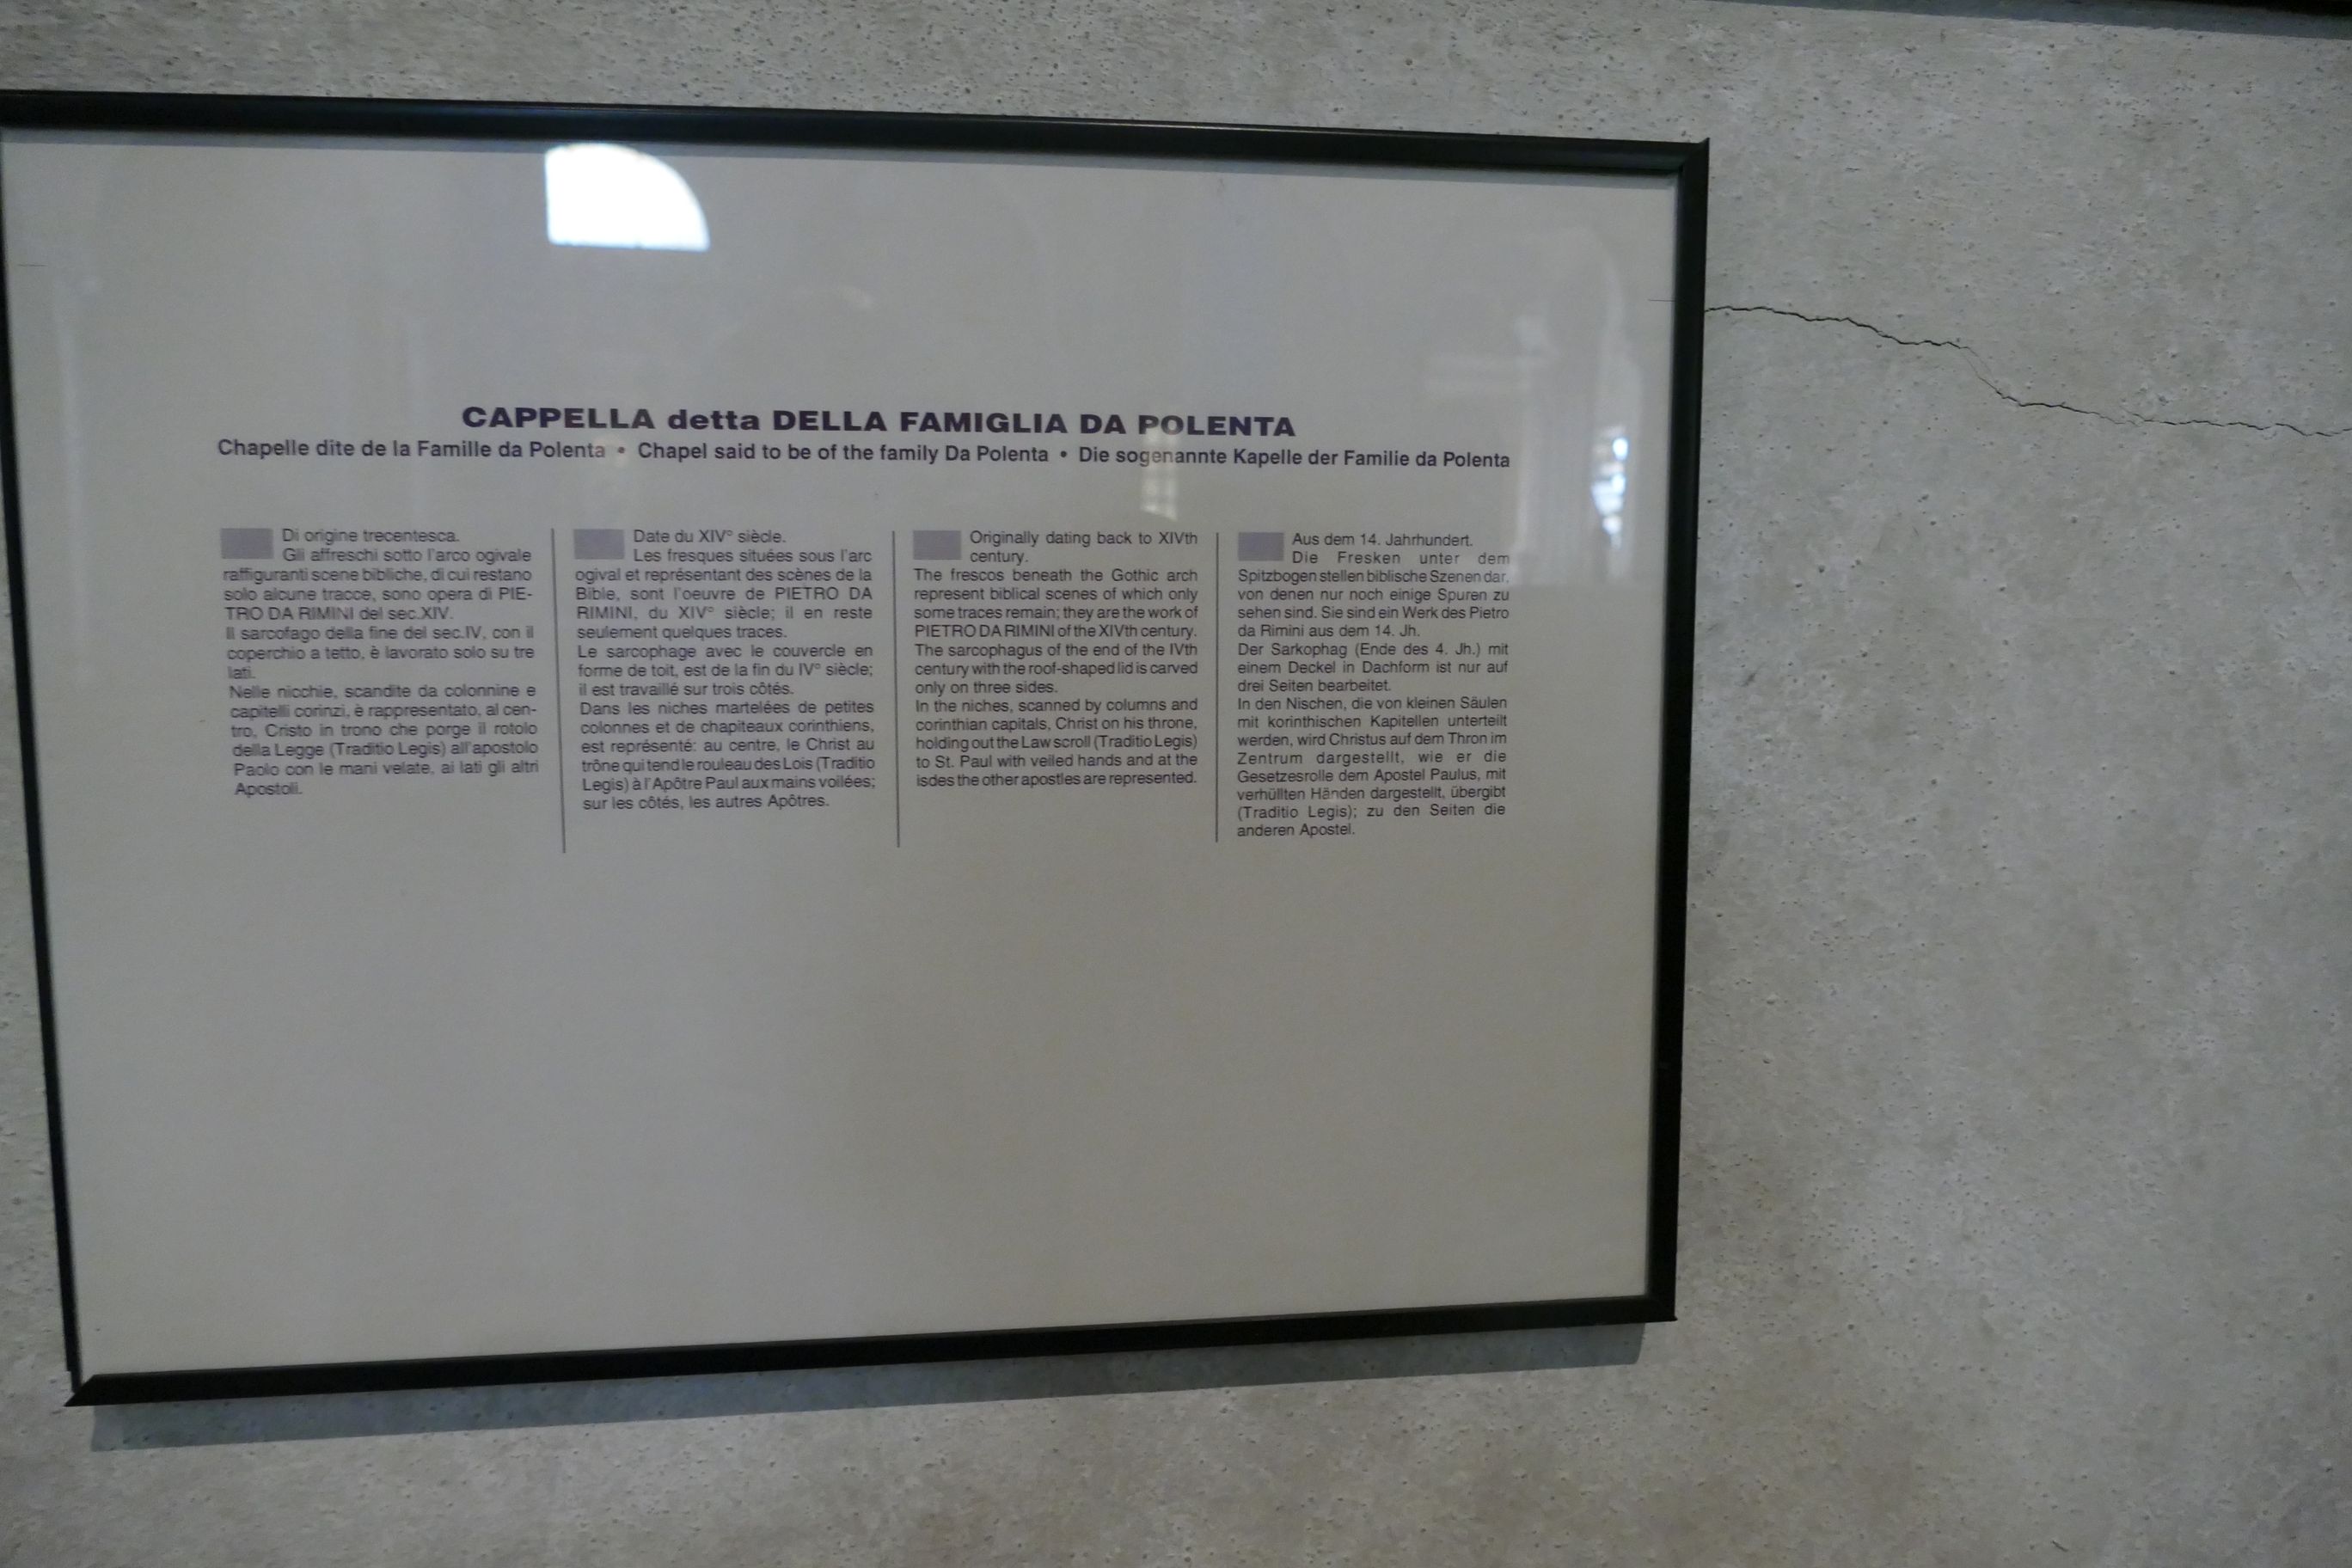 CAPPELLA detta DELLA FAMIGLIA DA POLENTA
Chapelle dite de la Famille da Polenta • Chapel said to be of the family Da Polenta • Die sogenannte Kapelle der Familie da Polenta
Di origine trecentesca.
Gli affreschi sotto l'arco ogivale
raffiguranti scene bibliche, di cui restano
solo alcune tracce, sono opera di PIE-
TRO DA RIMINI del sec.XIV.
Il sarcofago della fine del sec.IV, con il
coperchio a tetto, è lavorato solo su tre
lati.
Nelle nicchie, scandite da colonnine e
capitelli corinzi, è rappresentato, al cen-
tro, Cristo in trono che porge il rotolo
della Legge (Traditio Legis) all'apostolo
Paolo con le mani velate, ai lati gli altri
Apostoli.
Date du XIV° siècle.
Les fresques situées sous l'arc
ogival et représentant des scènes de la
Bible, sont l'oeuvre de PIETRO DA
RIMINI, du XIV° siècle; il en reste
seulement quelques traces.
Le sarcophage avec le couvercle en
forme de toit, est de la fin du IV° siècle;
il est travaillé sur trois côtés.
Dans les niches martelées de petites
colonnes et de chapiteaux corinthiens,
est représenté: au centre, le Christ au
trône qui tend le rouleau des Lois (Traditio
Legis) à l'Apôtre Paul aux mains voilées;
sur les côtés, les autres Apôtres.
Originally dating back to XIVth
century.
The frescos beneath the Gothic arch
represent biblical scenes of which only
some traces remain; they are the work of
PIETRO DA RIMINI of the XIVth century.
The sarcophagus of the end of the IVth
century with the roof-shaped lid is carved
only on three sides.
In the niches, scanned by columns and
corinthian capitals, Christ on his throne,
holding out the Law scroll (Traditio Legis)
to St. Paul with veiled hands and at the
isdes the other apostles are represented.
Aus dem 14. Jahrhundert.
Die Fresken unter dem
Spitzbogen stellen biblische Szenen dar,
von denen nur noch einige Spuren zu
sehen sind. Sie sind ein Werk des Pietro
da Rimini aus dem 14. Jh.
Der Sarkophag (Ende des 4. Jh.) mit
einem Deckel in Dachform ist nur auf
drei Seiten bearbeitet.
In den Nischen, die von kleinen Säulen
mit korinthischen Kapitellen unterteilt
werden, wird Christus auf dem Thron im
Zentrum dargestellt, wie er die
Gesetzesrolle dem Apostel Paulus, mit
verhüllten Händen dargestellt, übergibt
(Traditio Legis); zu den Seiten die
anderen Apostel.